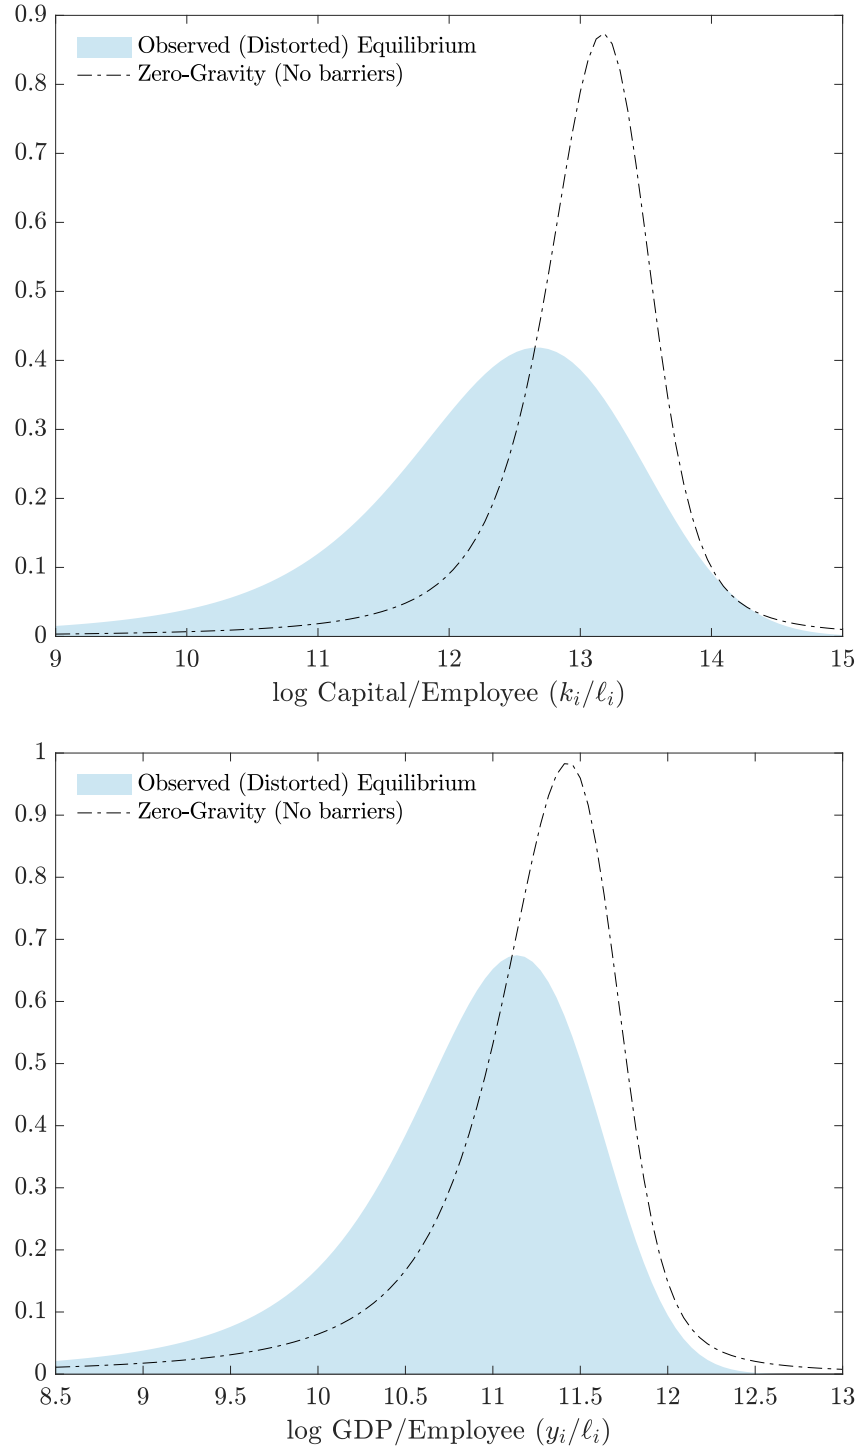 0.9
Observed (Distorted) Equilibrium
Zero-Gravity (No barriers)
0.8
0.7
0.6
0.5
0.4
0.3
0.2
0.1
0
9 10 11 12 13 14 15
log Capital/Employee (k_i/ℓ_i)
1
Observed (Distorted) Equilibrium
Zero-Gravity (No barriers)
0.9
0.8
0.7
0.6
0.5
0.4
0.3
0.2
0.1
0
8.5 9 9.5 10 10.5 11 11.5 12 12.5 13
log GDP/Employee (y_i/ℓ_i)